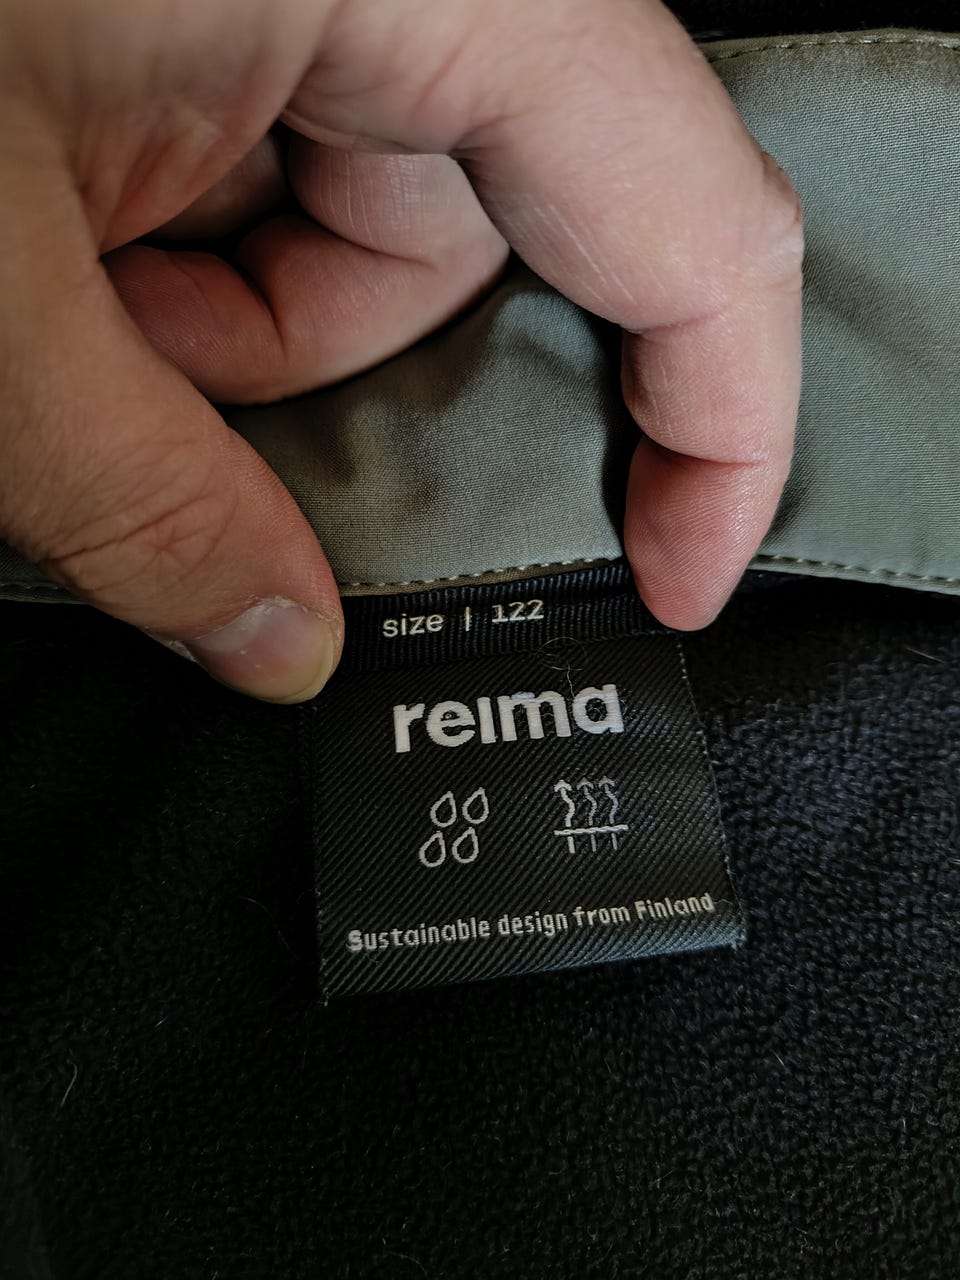 size | 122
reima
Sustainable design from Finland